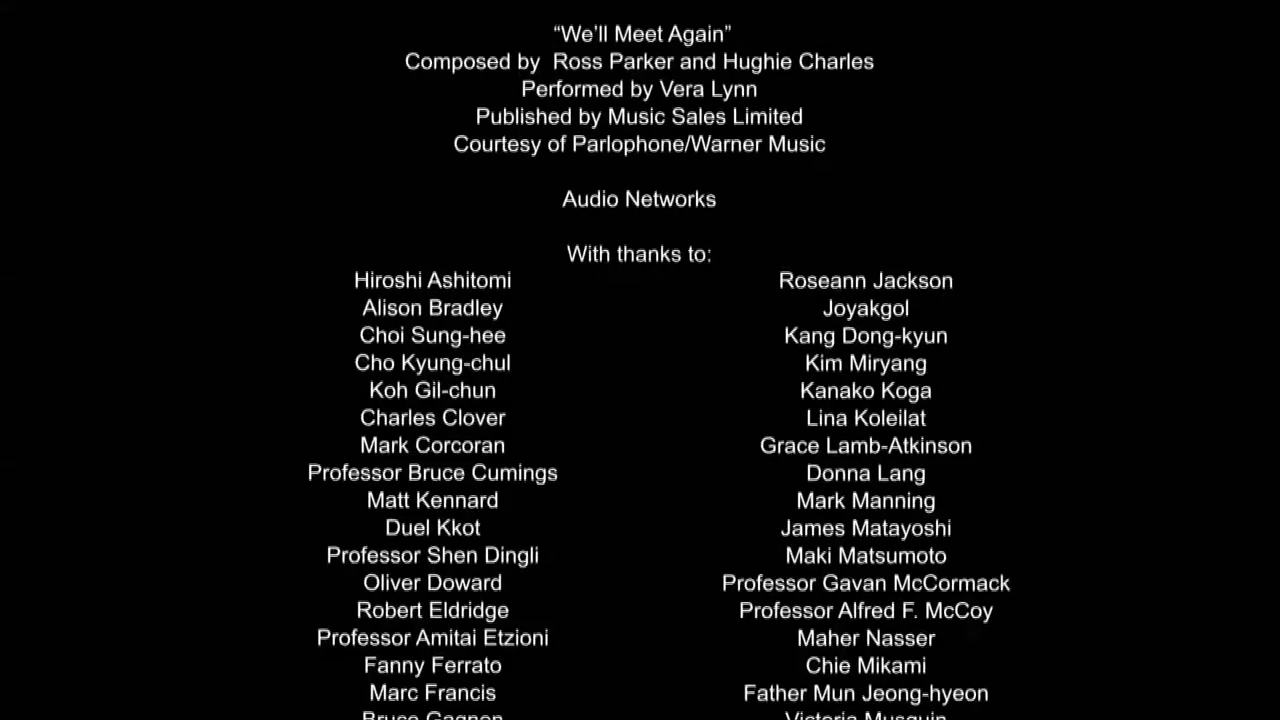 “We’ll Meet Again”
Composed by  Ross Parker and Hughie Charles
Performed by Vera Lynn
Published by Music Sales Limited
Courtesy of Parlophone/Warner Music
Audio Networks
With thanks to:
Hiroshi Ashitomi
Alison Bradley
Choi Sung-hee
Cho Kyung-chul
Koh Gil-chun
Charles Clover
Mark Corcoran
Professor Bruce Cumings
Matt Kennard
Duel Kkot
Professor Shen Dingli
Oliver Doward
Robert Eldridge
Professor Amitai Etzioni
Fanny Ferrato
Marc Francis
Bruce Gagnon
Roseann Jackson
Joyakgol
Kang Dong-kyun
Kim Miryang
Kanako Koga
Lina Koleilat
Grace Lamb-Atkinson
Donna Lang
Mark Manning
James Matayoshi
Maki Matsumoto
Professor Gavan McCormack
Professor Alfred F. McCoy
Maher Nasser
Chie Mikami
Father Mun Jeong-hyeon
Victoria